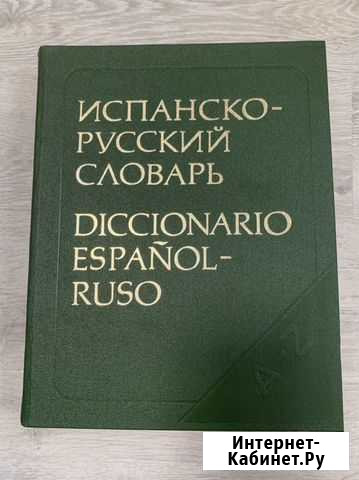 ИСПАНСКО-
РУССКИЙ
СЛОВАРЬ
DICCIONARIO
ESPAÑOL-
RUSO
A-Z
Интернет-
Кабинет.Ру